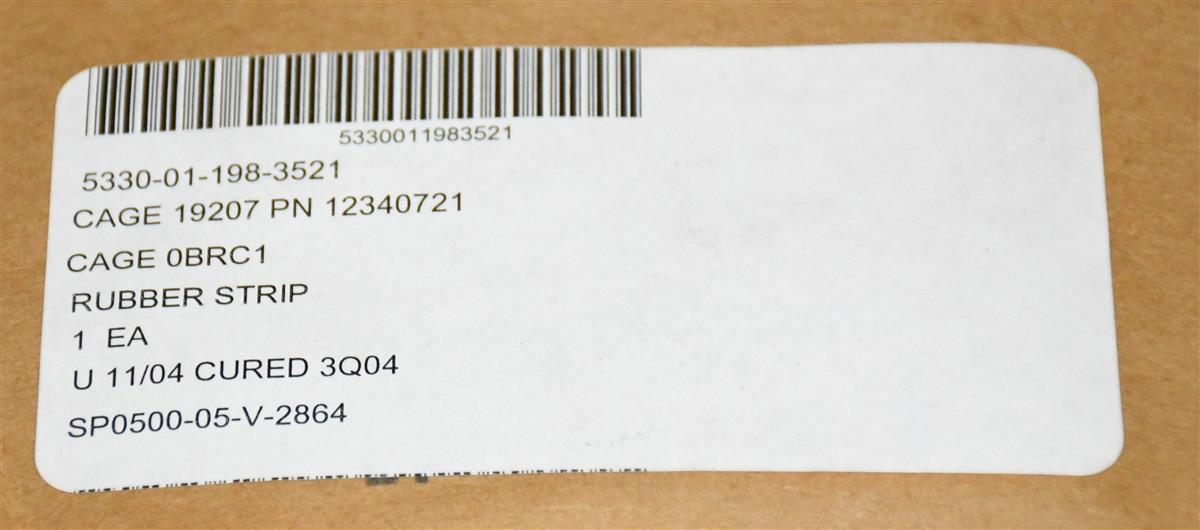 5330011983521
5330-01-198-3521
CAGE 19207 PN 12340721
CAGE 0BRC1
RUBBER STRIP
1 EA
U 11/04 CURED 3Q04
SP0500-05-V-2864